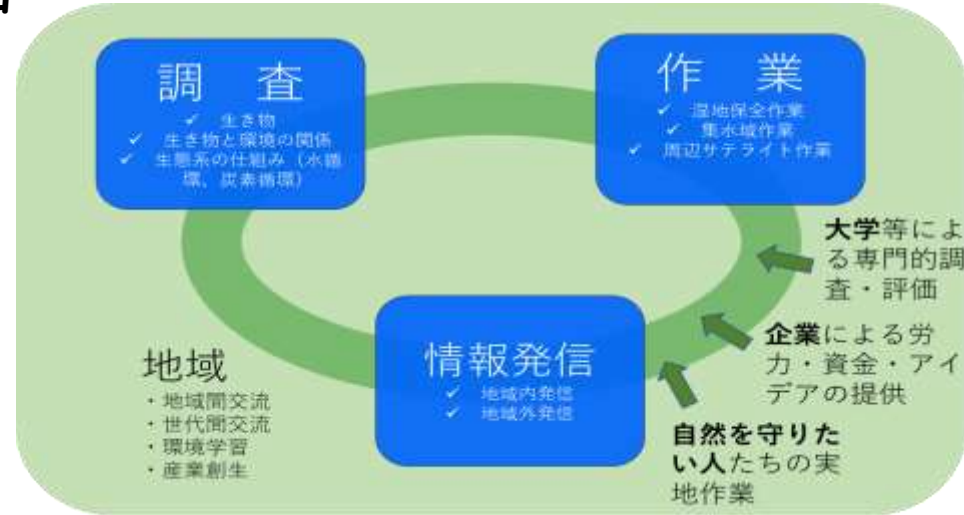 調 査
✓ 生き物
✓ 生き物と環境の関係
✓ 生態系の仕組み（水循
環、炭素循環）
作 業
✓ 湿地保全作業
✓ 集水域作業
✓ 周辺サテライト作業
大学等によ
る専門的調
査・評価
企業による労
力・資金・アイ
デアの提供
情報発信
✓ 地域内発信
✓ 地域外発信
地域
・地域間交流
・世代間交流
・環境学習
・産業創生
自然を守りた
い人たちの実
地作業